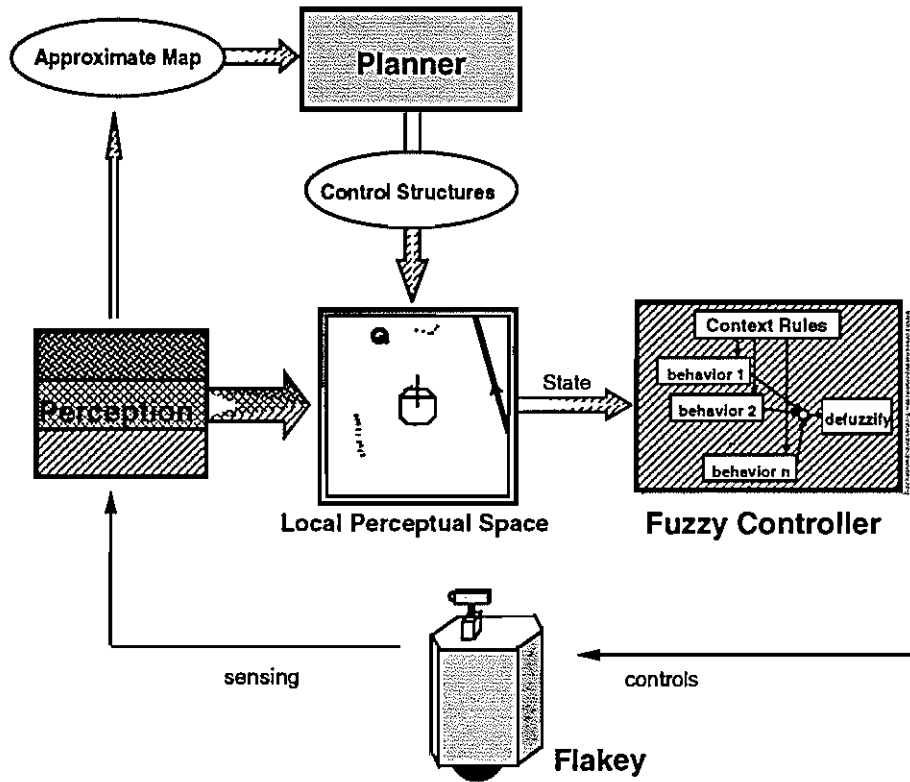 Approximate Map
Planner
Control Structures
Perception
State
Context Rules
behavior 1
behavior 2
behavior n
defuzzify
Local Perceptual Space
Fuzzy Controller
sensing
controls
Flakey